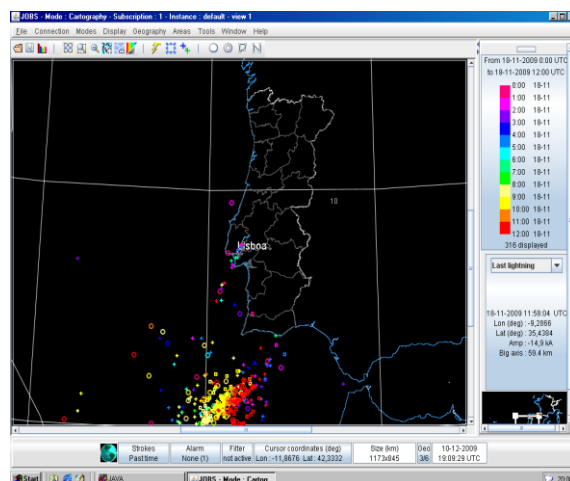 JOBS - Mode : Cartography - Subscription : 1 - Instance : default - view 1
File Connection Modes Display Geography Areas Tools Window Help
From 18-11-2009 0:00 UTC
to 18-11-2009 12:00 UTC
0:00 18-11
1:00 18-11
2:00 18-11
3:00 18-11
4:00 18-11
5:00 18-11
6:00 18-11
7:00 18-11
8:00 18-11
9:00 18-11
10:00 18-11
11:00 18-11
12:00 18-11
316 displayed
10
Lisboa
Last lightning
18-11-2009 11:58:04 UTC
Lon (deg) : -9,2866
Lat (deg) : 35,4384
Amp : -14,9 kA
Big axis : 59.4 km
Strokes
Past time
Alarm
None (1)
Filter
not active
Cursor coordinates (deg)
Lon : -11,8676 Lat : 42,3332
Size (km)
1173x845
Geo
3/6
10-12-2009
19:09:29 UTC
Start
JAVA
JOBS - Mode : Cartog...